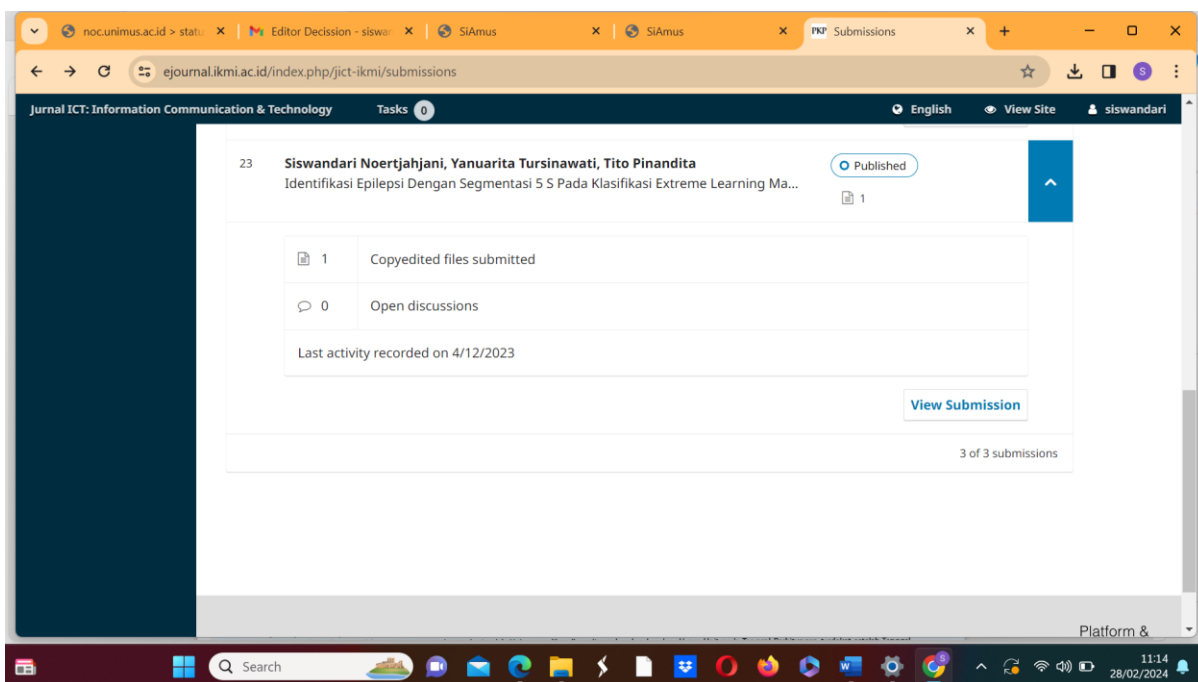 noc.unimus.ac.id > statu
Editor Decission - siswar
SiAmus
SiAmus
PKP Submissions
ejournal.ikmi.ac.id/index.php/jict-ikmi/submissions
S
Jurnal ICT: Information Communication & Technology Tasks 0 English View Site siswandari
23 Siswandari Noertjahjani, Yanuarita Tursinawati, Tito Pinandita Published
Identifikasi Epilepsi Dengan Segmentasi 5 S Pada Klasifikasi Extreme Learning Ma...
1
1 Copyedited files submitted
0 Open discussions
Last activity recorded on 4/12/2023
View Submission
3 of 3 submissions
Platform &
Search
11:14
28/02/2024